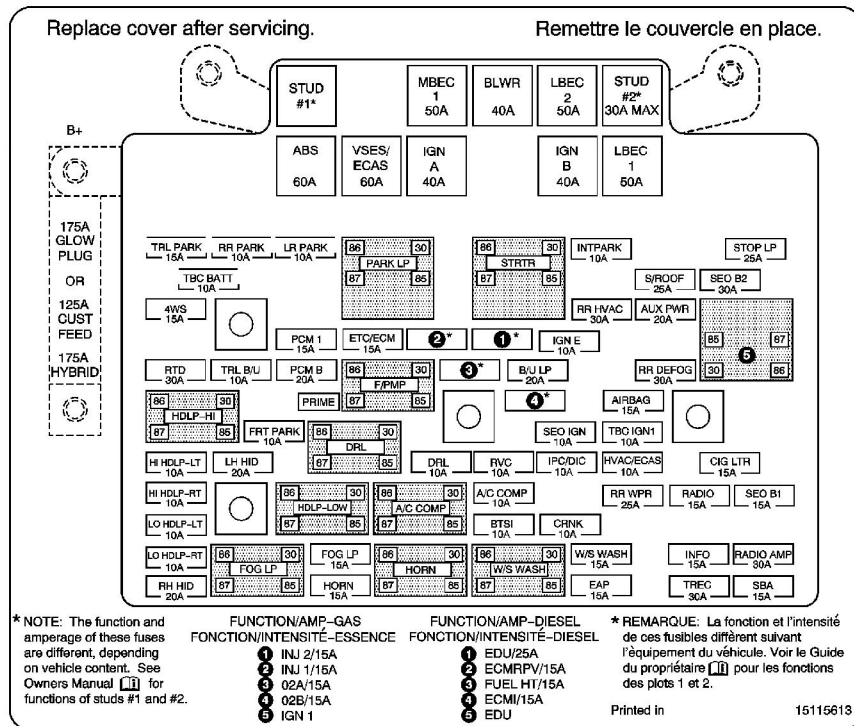 Replace cover after servicing.
Remettre le couvercle en place.
STUD
#1*
MBEC
1
50A
BLWR
40A
LBEC
2
50A
STUD
#2*
30A MAX
B+
ABS
60A
VSES/
ECAS
60A
IGN
A
40A
IGN
B
40A
LBEC
1
50A
175A
GLOW
PLUG
OR
125A
CUST
FEED
175A
HYBRID
TRL PARK
15A
RR PARK
10A
LR PARK
10A
86 30
PARK LP
87 85
86 30
STRTR
87 85
INTPARK
10A
STOP LP
25A
TBC BATT
10A
S/ROOF
25A
SEO B2
30A
4WS
15A
RR HVAC
30A
AUX PWR
20A
85 87
5
30 86
PCM 1
15A
ETC/ECM
15A
2*
1*
IGN E
10A
RTD
30A
TRL B/U
10A
PCM B
20A
86 30
F/PMP
87 85
3*
B/U LP
20A
RR DEFOG
30A
PRIME
4*
AIRBAG
15A
86 30
HDLP-HI
87 85
FRT PARK
10A
86 30
DRL
87 85
SEO IGN
10A
TBC IGN1
10A
HI HDLP-LT
10A
LH HID
20A
DRL
10A
RVC
10A
IPC/DIC
10A
HVAC/ECAS
10A
CIG LTR
15A
HI HDLP-RT
10A
86 30
HDLP-LOW
87 85
86 30
A/C COMP
87 85
A/C COMP
10A
RR WPR
25A
RADIO
15A
SEO B1
15A
LO HDLP-LT
10A
BTSI
10A
CRNK
10A
LO HDLP-RT
10A
86 30
FOG LP
87 85
FOG LP
15A
86 30
HORN
87 85
86 30
W/S WASH
87 85
W/S WASH
15A
INFO
15A
RADIO AMP
30A
RH HID
20A
HORN
15A
EAP
15A
TREC
30A
SBA
15A
* NOTE: The function and
amperage of these fuses
are different, depending
on vehicle content. See
Owners Manual for
functions of studs #1 and #2.
FUNCTION/AMP-GAS
FONCTION/INTENSITÉ-ESSENCE
1 INJ 2/15A
2 INJ 1/15A
3 02A/15A
4 02B/15A
5 IGN 1
FUNCTION/AMP-DIESEL
FONCTION/INTENSITÉ-DIESEL
1 EDU/25A
2 ECMRPV/15A
3 FUEL HT/15A
4 ECMI/15A
5 EDU
* REMARQUE: La fonction et l'intensité
de ces fusibles diffèrent suivant
l'èquipement du véhicule. Voir le Guide
du propriétaire pour les fonctions
des plots 1 et 2.
Printed in 15115613